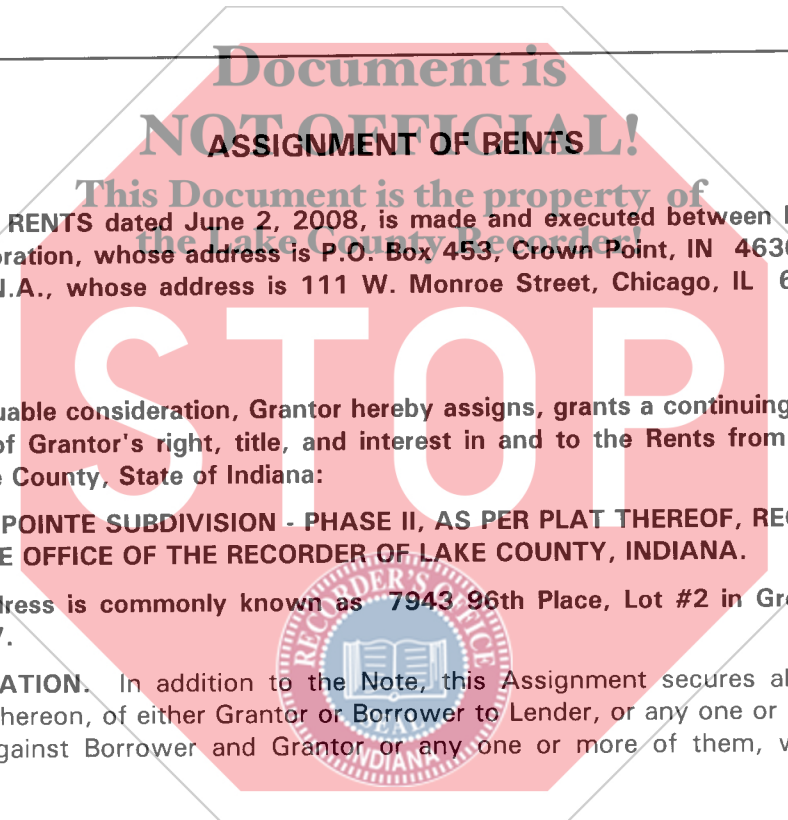 Document is
NOT OFFICIAL!
ASSIGNMENT OF RENTS
This Document is the property of
the Lake County Recorder!
RENTS dated June 2, 2008, is made and executed between
oration, whose address is P.O. Box 453, Crown Point, IN 4630
N.A., whose address is 111 W. Monroe Street, Chicago, IL 6
STOP
uable consideration, Grantor hereby assigns, grants a continuing
of Grantor's right, title, and interest in and to the Rents from
e County, State of Indiana:
POINTE SUBDIVISION - PHASE II, AS PER PLAT THEREOF, REC
E OFFICE OF THE RECORDER OF LAKE COUNTY, INDIANA.
dress is commonly known as 7943 96th Place, Lot #2 in Gre
7.
ATION. In addition to the Note, this Assignment secures al
hereon, of either Grantor or Borrower to Lender, or any one or
gainst Borrower and Grantor or any one or more of them, w
RECORDER'S OFFICE
SEAL
INDIANA